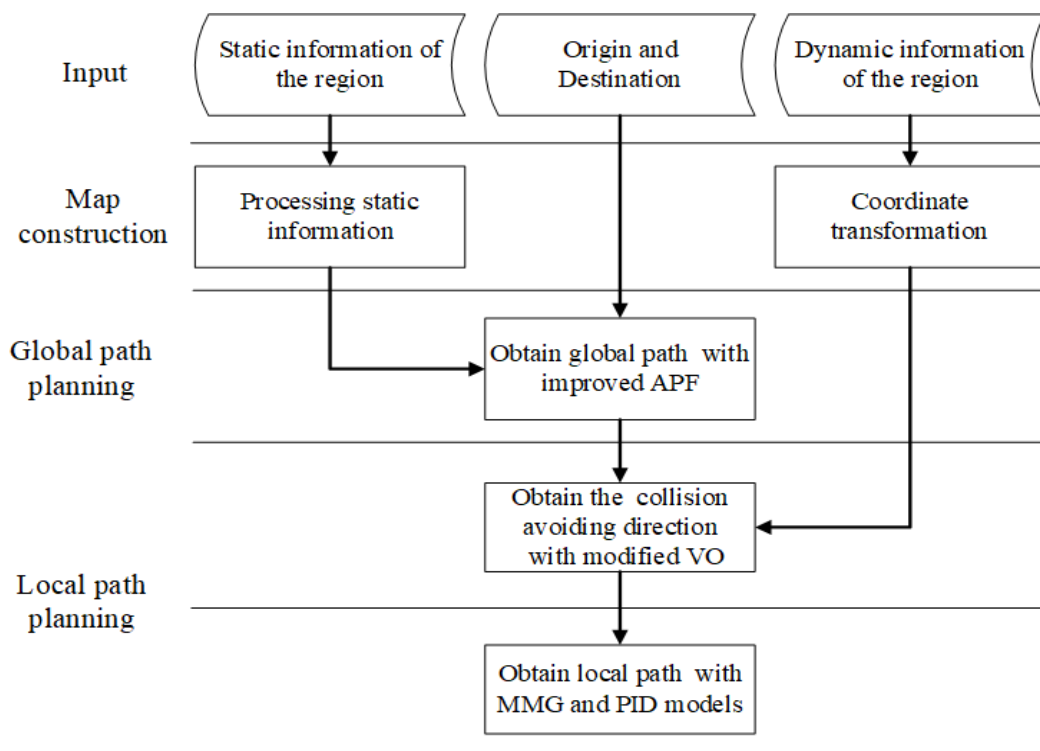 Input
Static information of
the region
Origin and
Destination
Dynamic information
of the region
Map
construction
Processing static
information
Coordinate
transformation
Global path
planning
Obtain global path with
improved APF
Local path
planning
Obtain the collision
avoiding direction
with modified VO
Obtain local path with
MMG and PID models